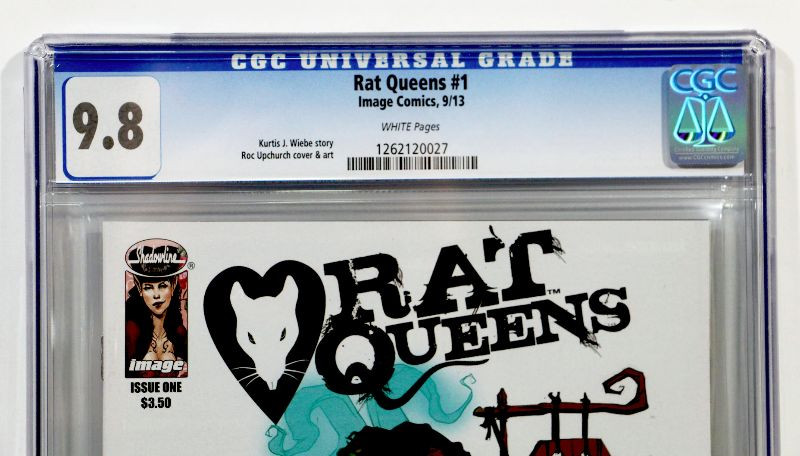 CGC UNIVERSAL GRADE
9.8
Rat Queens #1
Image Comics, 9/13
WHITE Pages
Kurtis J. Wiebe story
Roc Upchurch cover & art
1262120027
CGC
www.CGCcomics.com
Shadowline
®
image
ISSUE ONE
$3.50
RAT
QUEENS
™